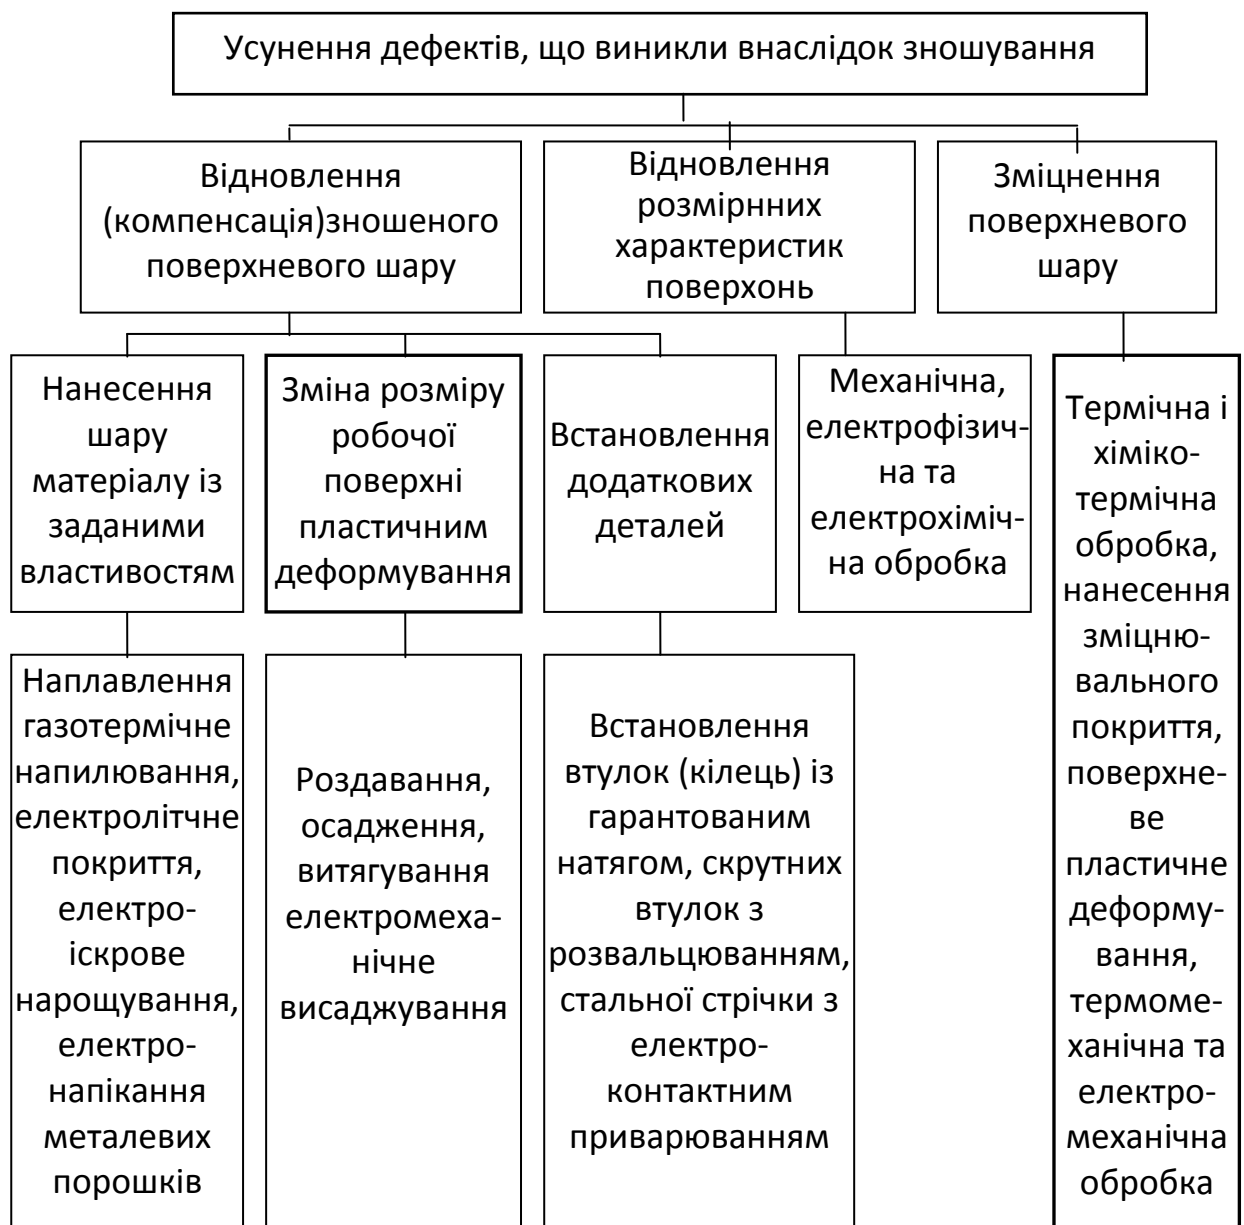 Усунення дефектів, що виникли внаслідок зношування
Відновлення
(компенсація)зношеного
поверхневого шару
Відновлення
розмірнних
характеристик
поверхонь
Зміцнення
поверхневого
шару
Нанесення
шару
матеріалу із
заданими
властивостям
Зміна розміру
робочої
поверхні
пластичним
деформування
Встановлення
додаткових
деталей
Механічна,
електрофізич-
на та
електрохіміч-
на обробка
Термічна і
хіміко-
термічна
обробка,
нанесення
зміцню-
вального
покриття,
поверхне-
ве
пластичне
деформу-
вання,
термоме-
ханічна та
електро-
механічна
обробка
Наплавлення
газотермічне
напилювання,
електролітчне
покриття,
електро-
іскрове
нарощування,
електро-
напікання
металевих
порошків
Роздавання,
осадження,
витягування
електромеха-
нічне
висаджування
Встановлення
втулок (кілець) із
гарантованим
натягом, скрутних
втулок з
розвальцюванням,
стальної стрічки з
електро-
контактним
приварюванням